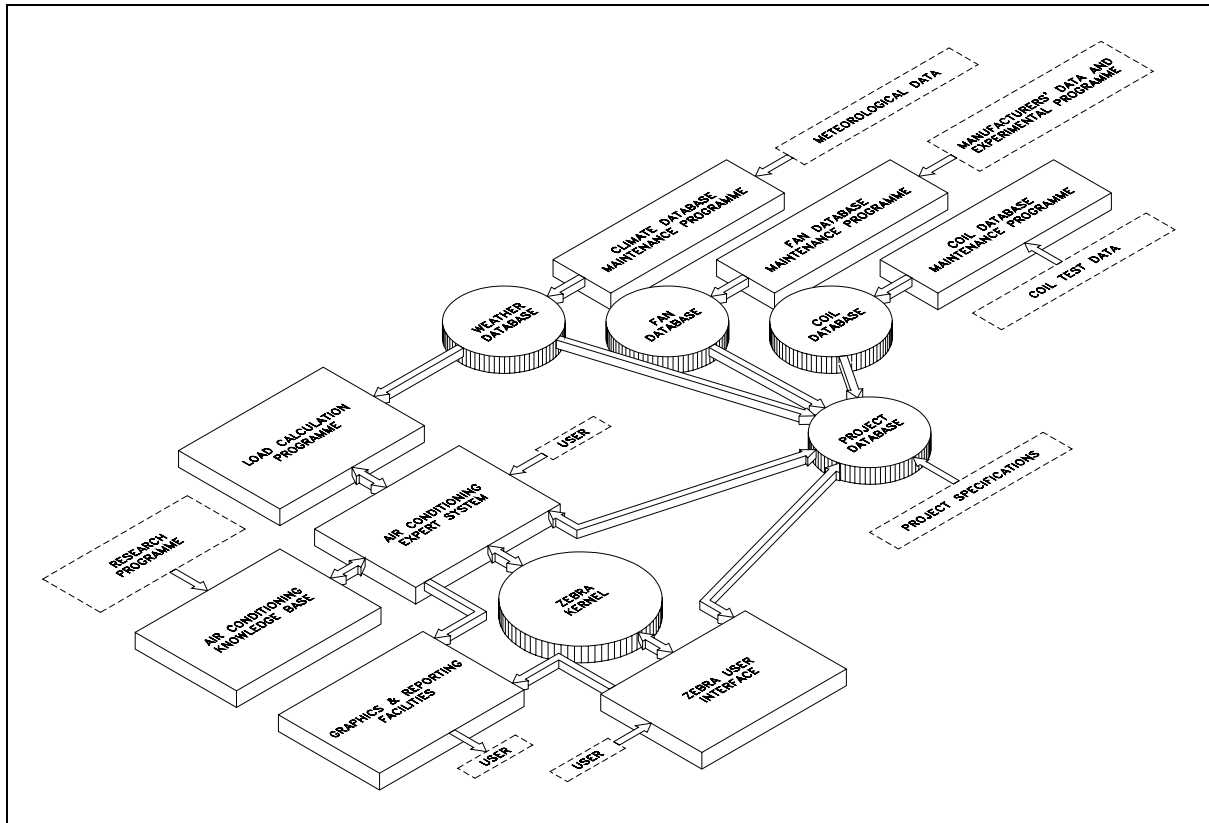 METEOROLOGICAL DATA
MANUFACTURERS' DATA AND
EXPERIMENTAL PROGRAMME
CLIMATE DATABASE
MAINTENANCE PROGRAMME
FAN DATABASE
MAINTENANCE PROGRAMME
COIL DATABASE
MAINTENANCE PROGRAMME
COIL TEST DATA
WEATHER
DATABASE
FAN
DATABASE
COIL
DATABASE
LOAD CALCULATION
PROGRAMME
USER
PROJECT
DATABASE
PROJECT SPECIFICATIONS
AIR CONDITIONING
EXPERT SYSTEM
RESEARCH
PROGRAMME
AIR CONDITIONING
KNOWLEDGE BASE
ZEBRA
KERNEL
GRAPHICS & REPORTING
FACILITIES
ZEBRA USER
INTERFACE
USER
USER